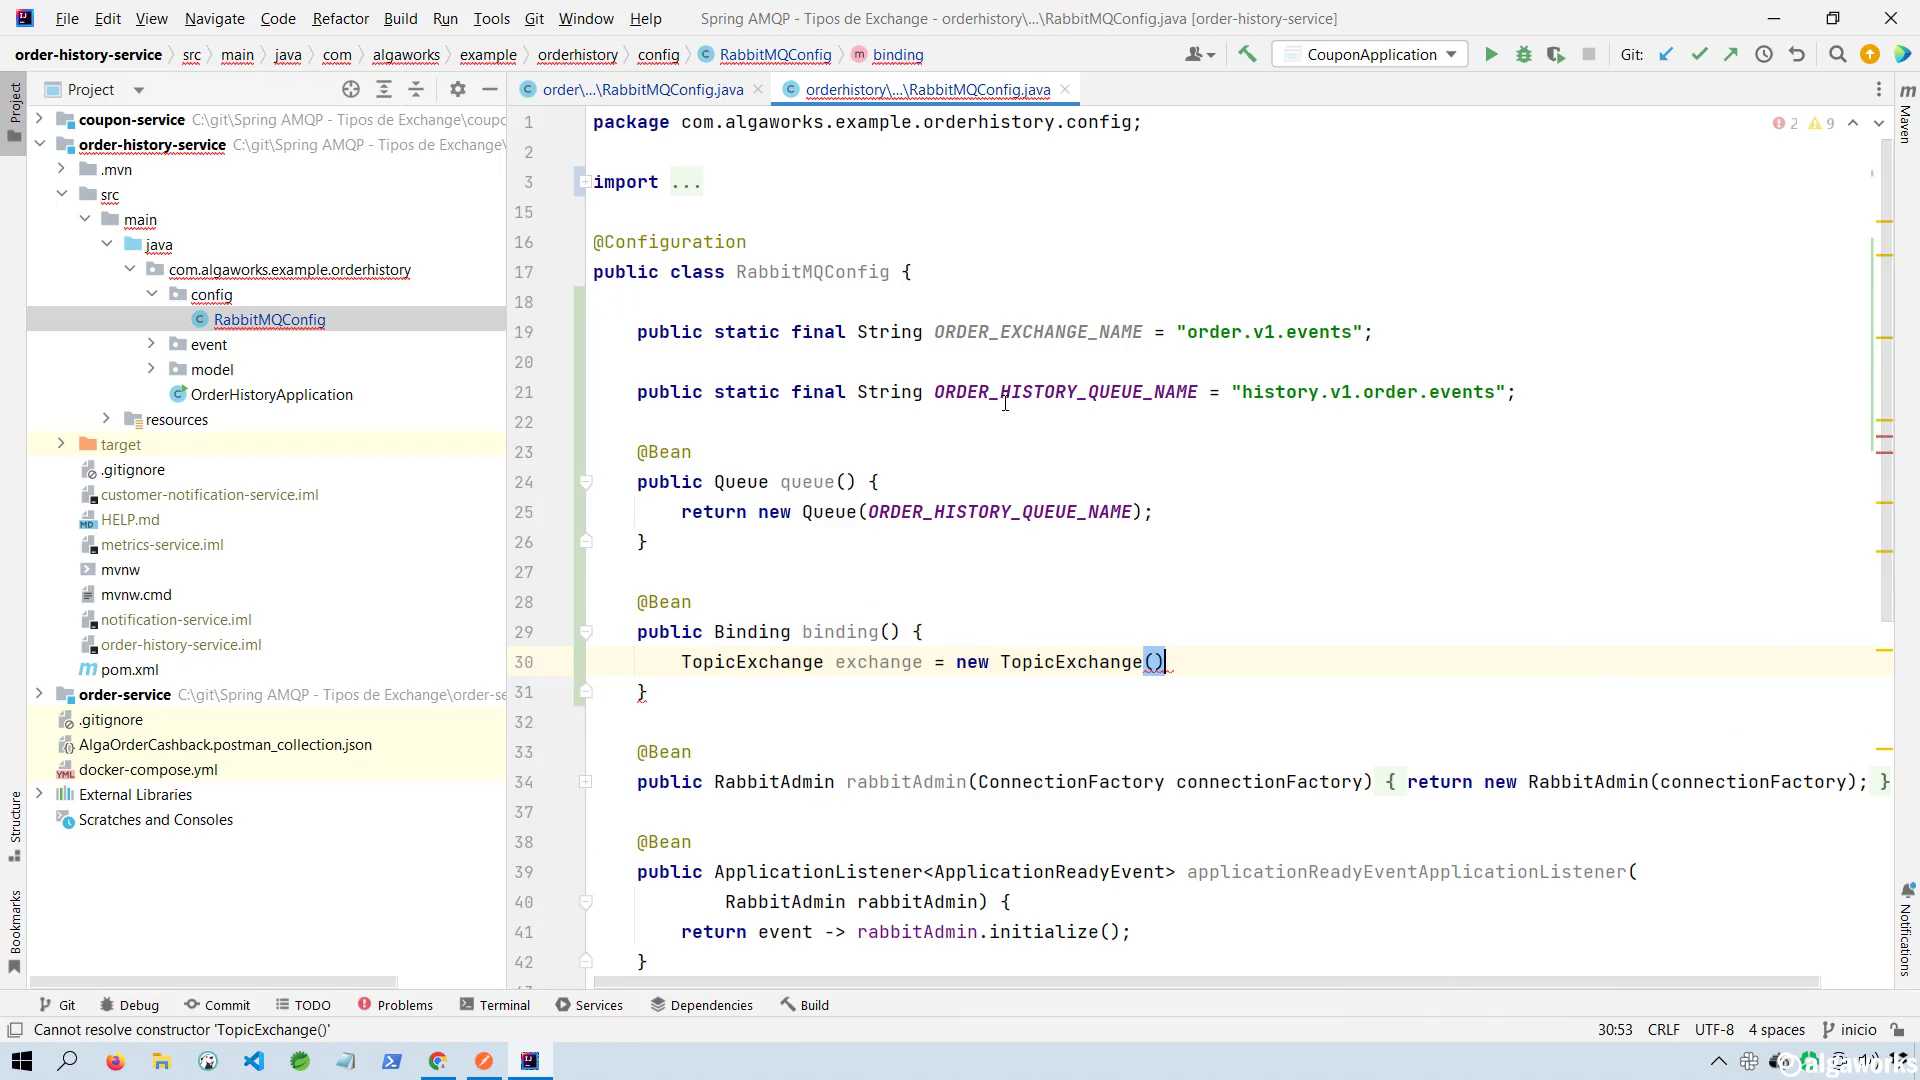 File Edit View Navigate Code Refactor Build Run Tools Git Window Help Spring AMQP - Tipos de Exchange - orderhistory\...\RabbitMQConfig.java [order-history-service]
order-history-service src main java com algaworks example orderhistory config RabbitMQConfig binding CouponApplication Git:
Project order\...\RabbitMQConfig.java orderhistory\...\RabbitMQConfig.java
coupon-service C:\git\Spring AMQP - Tipos de Exchange\coupc
order-history-service C:\git\Spring AMQP - Tipos de Exchange\
.mvn
src
main
java
com.algaworks.example.orderhistory
config
RabbitMQConfig
event
model
OrderHistoryApplication
resources
target
.gitignore
customer-notification-service.iml
HELP.md
metrics-service.iml
mvnw
mvnw.cmd
notification-service.iml
order-history-service.iml
pom.xml
order-service C:\git\Spring AMQP - Tipos de Exchange\order-se
.gitignore
AlgaOrderCashback.postman_collection.json
docker-compose.yml
External Libraries
Scratches and Consoles
Project
Structure
Bookmarks
1 package com.algaworks.example.orderhistory.config;
2 9
2
3 import ...
15
16 @Configuration
17 public class RabbitMQConfig {
18
19 public static final String ORDER_EXCHANGE_NAME = "order.v1.events";
20
21 public static final String ORDER_HISTORY_QUEUE_NAME = "history.v1.order.events";
22
23 @Bean
24 public Queue queue() {
25 return new Queue(ORDER_HISTORY_QUEUE_NAME);
26 }
27
28 @Bean
29 public Binding binding() {
30 TopicExchange exchange = new TopicExchange()
31 }
32
33 @Bean
34 public RabbitAdmin rabbitAdmin(ConnectionFactory connectionFactory) { return new RabbitAdmin(connectionFactory); }
37
38 @Bean
39 public ApplicationListener<ApplicationReadyEvent> applicationReadyEventApplicationListener(
40 RabbitAdmin rabbitAdmin) {
41 return event -> rabbitAdmin.initialize();
42 }
Maven
Notifications
Git Debug Commit TODO Problems Terminal Services Dependencies Build
Cannot resolve constructor 'TopicExchange()' 30:53 CRLF UTF-8 4 spaces inicio
algaworks